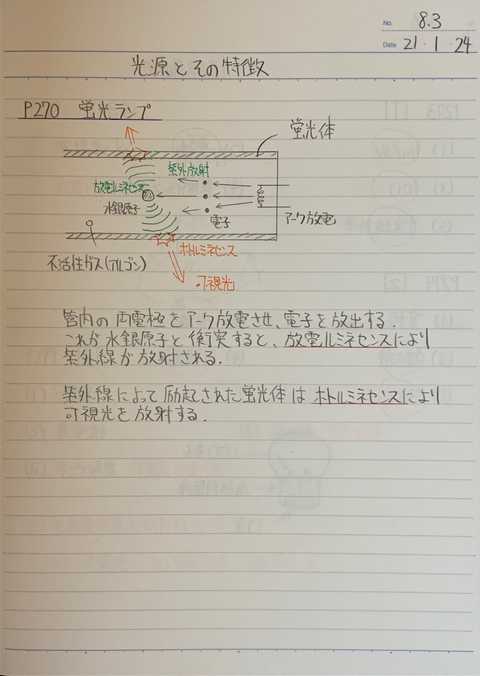 No. 8.3
Date 21・1・24
光源とその特徴
P270 蛍光ランプ
蛍光体
紫外放射
放電ルミネセンス
水銀原子
電子
アーク放電
ホトルミネセンス
不活性ガス(アルゴン)
可視光
管内の両電極をアーク放電させ、電子を放出する.
これが水銀原子と衝突すると、放電ルミネセンスにより
紫外線が放射される.
紫外線によって励起された蛍光体はホトルミネセンスにより
可視光を放射する.